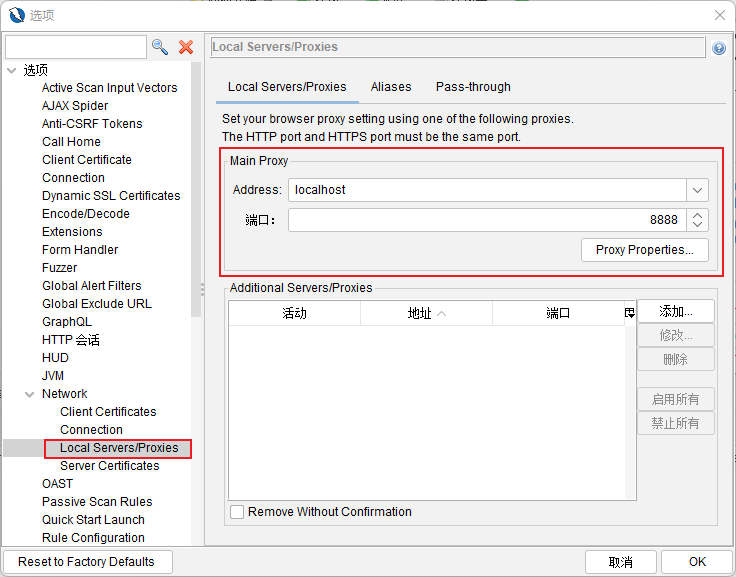 选项
Local Servers/Proxies
选项
Active Scan Input Vectors
AJAX Spider
Anti-CSRF Tokens
Call Home
Client Certificate
Connection
Dynamic SSL Certificates
Encode/Decode
Extensions
Form Handler
Fuzzer
Global Alert Filters
Global Exclude URL
GraphQL
HTTP 会话
HUD
JVM
Network
Client Certificates
Connection
Local Servers/Proxies
Server Certificates
OAST
Passive Scan Rules
Quick Start Launch
Rule Configuration
Local Servers/Proxies Aliases Pass-through
Set your browser proxy setting using one of the following proxies.
The HTTP port and HTTPS port must be the same port.
Main Proxy
Address: localhost
端口: 8888
Proxy Properties...
Additional Servers/Proxies
活动 地址 端口
添加...
修改...
删除
启用所有
禁止所有
Remove Without Confirmation
Reset to Factory Defaults 取消 OK